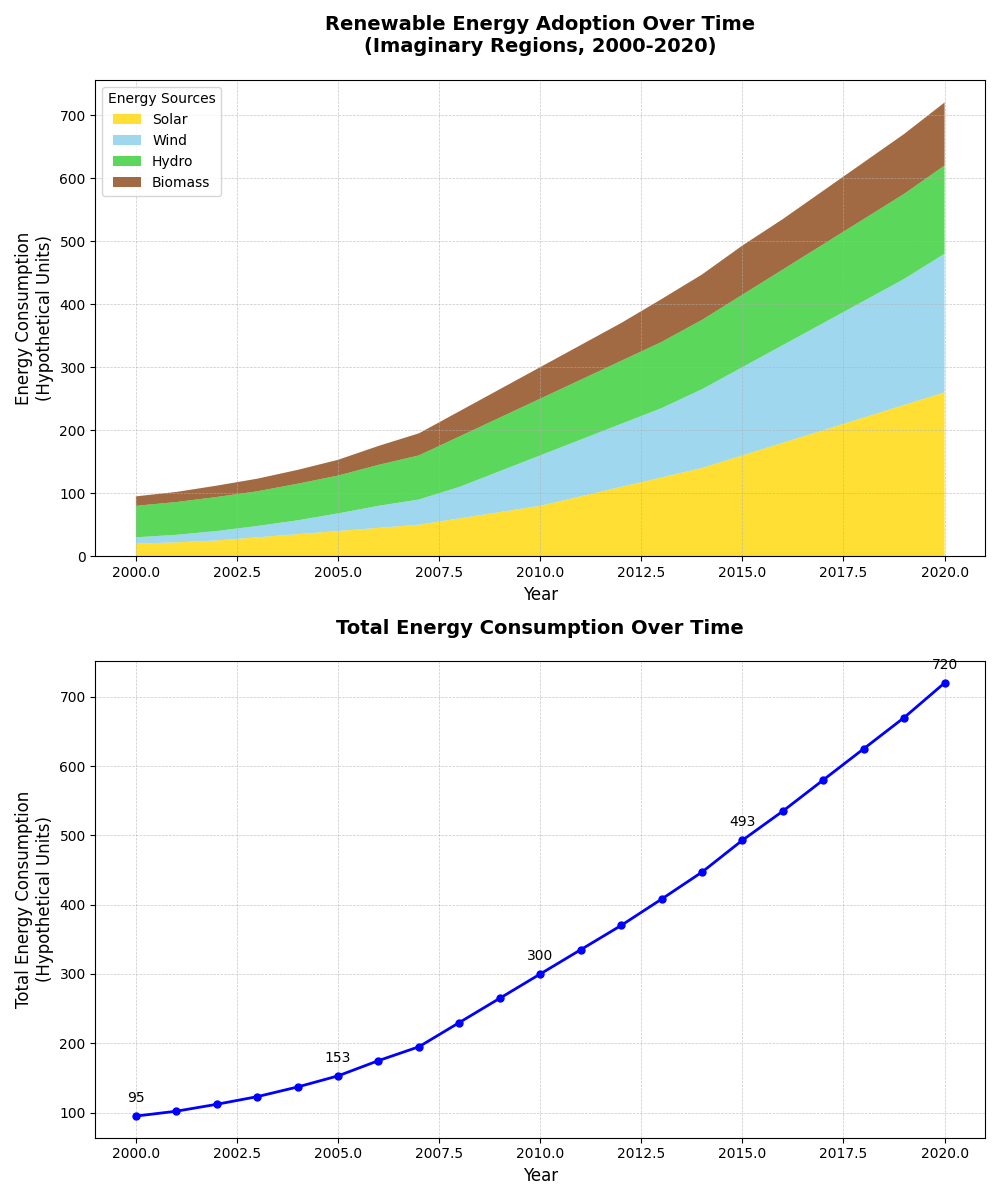 Renewable Energy Adoption Over Time
(Imaginary Regions, 2000-2020)
Energy Consumption
(Hypothetical Units)
700
600
500
400
300
200
100
0
Energy Sources
Solar
Wind
Hydro
Biomass
2000.0 2002.5 2005.0 2007.5 2010.0 2012.5 2015.0 2017.5 2020.0
Year
Total Energy Consumption Over Time
Total Energy Consumption
(Hypothetical Units)
700
600
500
400
300
200
100
95
153
300
493
720
2000.0 2002.5 2005.0 2007.5 2010.0 2012.5 2015.0 2017.5 2020.0
Year